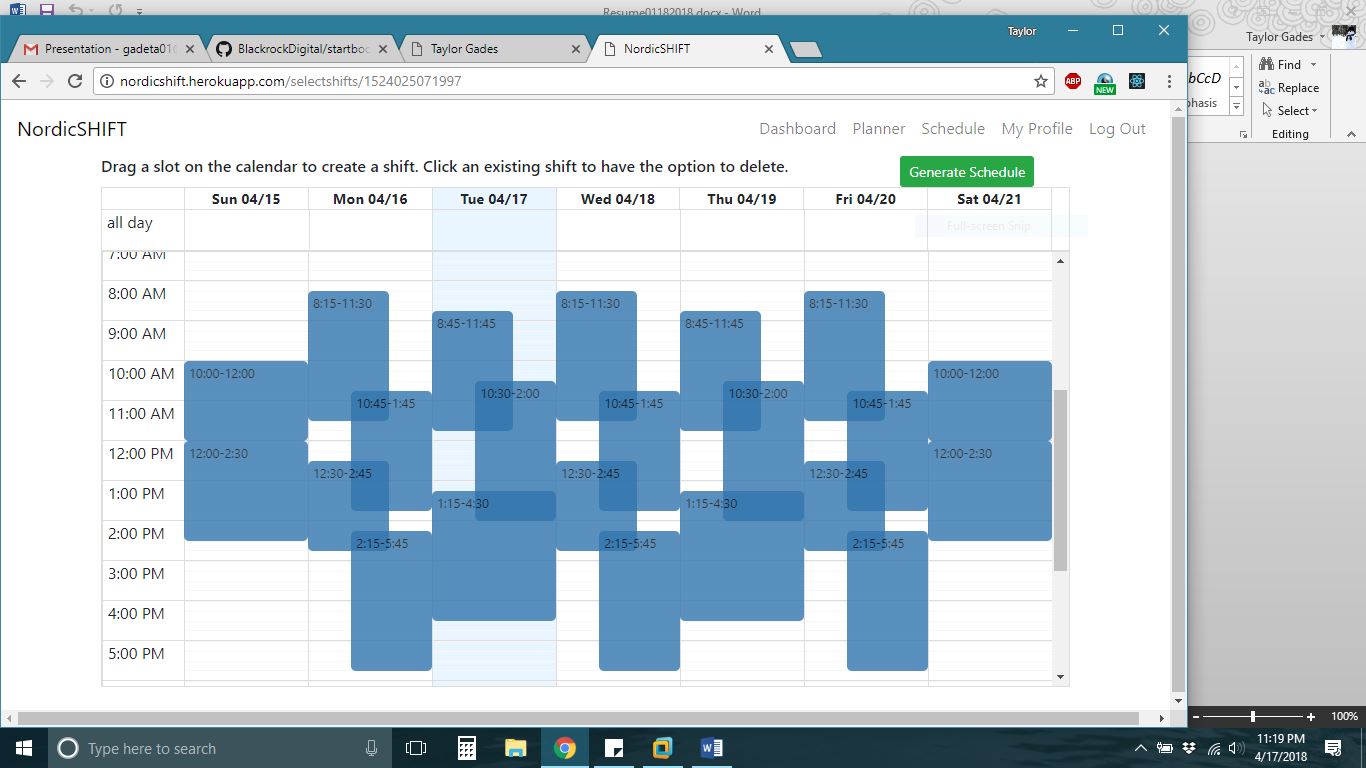 Resume01182018.docx - Word
Taylor
Presentation - gadeta01@
BlackrockDigital/startboo
Taylor Gades
NordicSHIFT
Taylor Gades
nordicshift.herokuapp.com/selectshifts/1524025071997
ABP
NEW
bCcD
phasis
Find
Replace
Select
Editing
NordicSHIFT
Dashboard Planner Schedule My Profile Log Out
Drag a slot on the calendar to create a shift. Click an existing shift to have the option to delete.
Generate Schedule
Sun 04/15 Mon 04/16 Tue 04/17 Wed 04/18 Thu 04/19 Fri 04/20 Sat 04/21
all day
Full-screen Snip
7:00 AM
8:00 AM
8:15-11:30 8:15-11:30 8:15-11:30
8:45-11:45 8:45-11:45
9:00 AM
10:00 AM
10:00-12:00 10:00-12:00
10:30-2:00 10:30-2:00
10:45-1:45 10:45-1:45 10:45-1:45
11:00 AM
12:00 PM
12:00-2:30 12:00-2:30
12:30-2:45 12:30-2:45 12:30-2:45
1:00 PM
1:15-4:30 1:15-4:30
2:00 PM
2:15-5:45 2:15-5:45 2:15-5:45
3:00 PM
4:00 PM
5:00 PM
100%
Type here to search
11:19 PM
4/17/2018